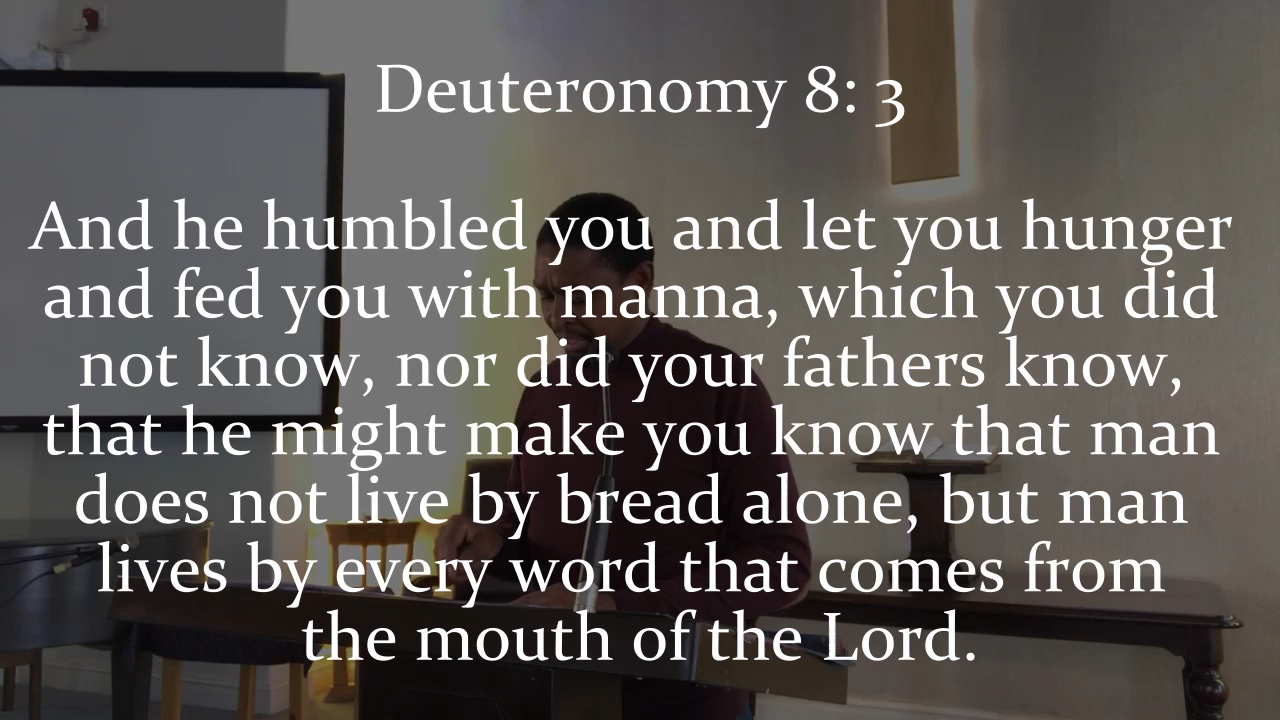 Deuteronomy 8: 3
And he humbled you and let you hunger
and fed you with manna, which you did
not know, nor did your fathers know,
that he might make you know that man
does not live by bread alone, but man
lives by every word that comes from
the mouth of the Lord.